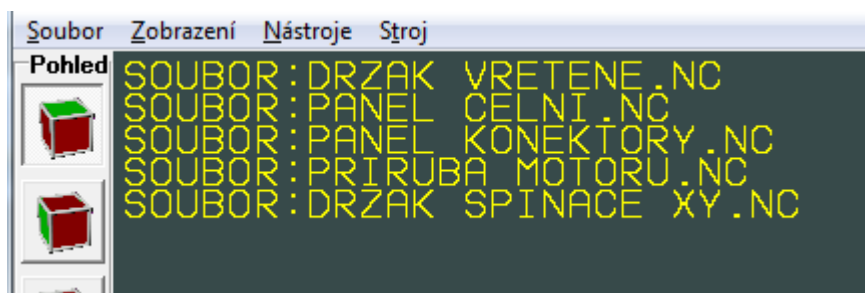 Soubor Zobrazení Nástroje Stroj
Pohled
SOUBOR:DRZAK VRETENE.NC
SOUBOR:PANEL CELNI.NC
SOUBOR:PANEL KONEKTORY.NC
SOUBOR:PRIRUBA MOTORU.NC
SOUBOR:DRZAK SPINACE XY.NC